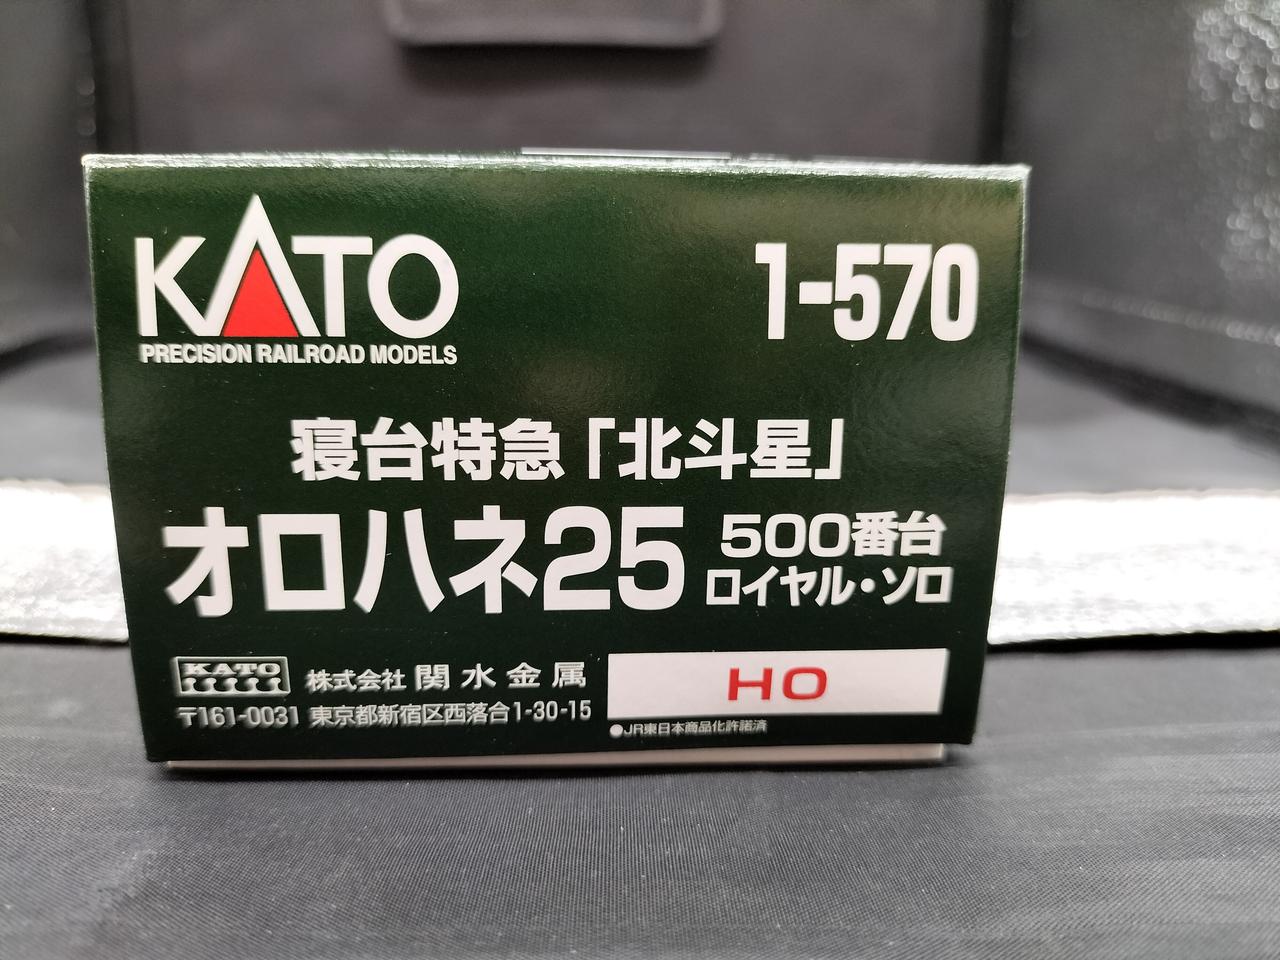 KATO 1-570
PRECISION RAILROAD MODELS
寝台特急「北斗星」
オロハネ25 500番台
ロイヤル・ソロ
KATO 株式会社 関水金属
〒161-0031 東京都新宿区西落合1-30-15
HO
●JR東日本商品化許諾済